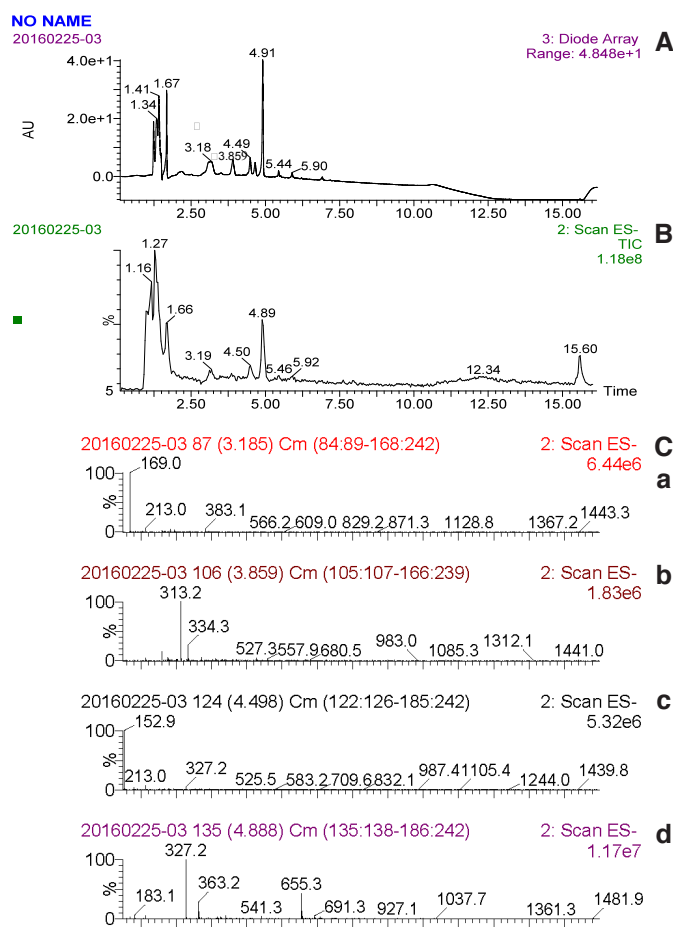 NO NAME
20160225-03
3: Diode Array
Range: 4.848e+1
A
4.0e+1
2.0e+1
0.0
AU
1.34
1.41
1.67
3.18
3.859
4.49
4.91
5.44
5.90
2.50 5.00 7.50 10.00 12.50 15.00
20160225-03
2: Scan ES-
TIC
1.18e8
B
%
5
1.16
1.27
1.66
3.19
4.50
4.89
5.46
5.92
12.34
15.60
Time
2.50 5.00 7.50 10.00 12.50 15.00
20160225-03 87 (3.185) Cm (84:89-168:242)
2: Scan ES-
6.44e6
C
a
100
%
0
169.0
213.0 383.1 566.2 609.0 829.2 871.3 1128.8 1367.2 1443.3
20160225-03 106 (3.859) Cm (105:107-166:239)
2: Scan ES-
1.83e6
b
100
%
0
313.2
334.3 527.3 557.9 680.5 983.0 1085.3 1312.1 1441.0
20160225-03 124 (4.498) Cm (122:126-185:242)
2: Scan ES-
5.32e6
c
100
%
0
152.9
213.0 327.2 525.5 583.2 709.6 832.1 987.4 1105.4 1244.0 1439.8
20160225-03 135 (4.888) Cm (135:138-186:242)
2: Scan ES-
1.17e7
d
100
%
0
327.2
183.1 363.2 541.3 655.3 691.3 927.1 1037.7 1361.3 1481.9